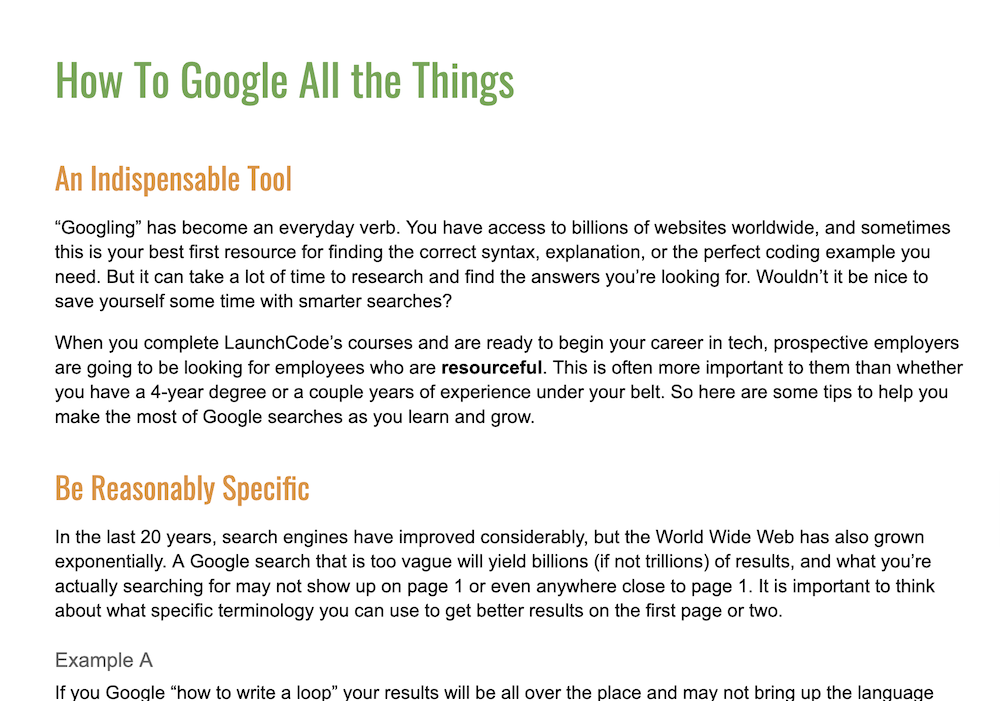 How To Google All the Things
An Indispensable Tool
“Googling” has become an everyday verb. You have access to billions of websites worldwide, and sometimes
this is your best first resource for finding the correct syntax, explanation, or the perfect coding example you
need. But it can take a lot of time to research and find the answers you’re looking for. Wouldn’t it be nice to
save yourself some time with smarter searches?
When you complete LaunchCode’s courses and are ready to begin your career in tech, prospective employers
are going to be looking for employees who are resourceful. This is often more important to them than whether
you have a 4-year degree or a couple years of experience under your belt. So here are some tips to help you
make the most of Google searches as you learn and grow.
Be Reasonably Specific
In the last 20 years, search engines have improved considerably, but the World Wide Web has also grown
exponentially. A Google search that is too vague will yield billions (if not trillions) of results, and what you’re
actually searching for may not show up on page 1 or even anywhere close to page 1. It is important to think
about what specific terminology you can use to get better results on the first page or two.
Example A
If you Google “how to write a loop” your results will be all over the place and may not bring up the language